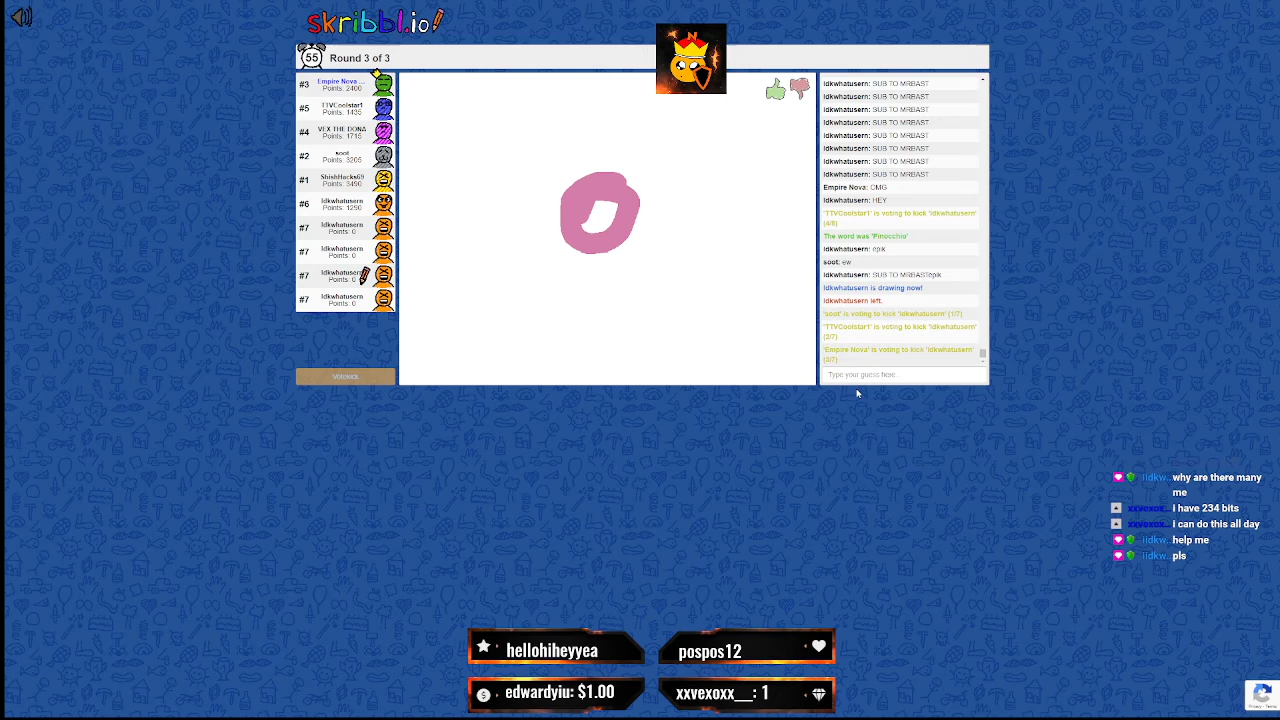 skribbl.io!
55
Round 3 of 3
#3 Empire Nova ...
Points: 2400
#5 TTVCoolstar1
Points: 1435
#4 VEX THE DONA
Points: 1715
#2 soot
Points: 3205
#1 ShishHacks69
Points: 3490
#6 Idkwhatusern
Points: 1290
#7 Idkwhatusern
Points: 0
#7 Idkwhatusern
Points: 0
#7 Idkwhatusern
Points: 0
#7 Idkwhatusern
Points: 0
Votekick
N
Idkwhatusern: SUB TO MRBAST
Idkwhatusern: SUB TO MRBAST
Idkwhatusern: SUB TO MRBAST
Idkwhatusern: SUB TO MRBAST
Idkwhatusern: SUB TO MRBAST
Idkwhatusern: SUB TO MRBAST
Idkwhatusern: SUB TO MRBAST
Idkwhatusern: SUB TO MRBAST
Empire Nova: OMG
Idkwhatusern: HEY
'TTVCoolstar1' is voting to kick 'Idkwhatusern'
The word was 'Pinocchio'
Idkwhatusern: epik
soot: ew
Idkwhatusern: SUB TO MRBASTepik
Idkwhatusern is drawing now!
Idkwhatusern left.
'soot' is voting to kick 'Idkwhatusern' (1/7)
'TTVCoolstar1' is voting to kick 'Idkwhatusern'
(2/7)
'Empire Nova' is voting to kick 'Idkwhatusern'
(3/7)
Type your guess here...
iidkw.. why are there many
me
xxvexox.. I have 234 bits
xxvexox.. I can do this all day
iidkw.. help me
iidkw.. pls
hellohiheyyea
pospos12
edwardyiu: $1.00
xxvexoxx__: 1
Privacy - Terms